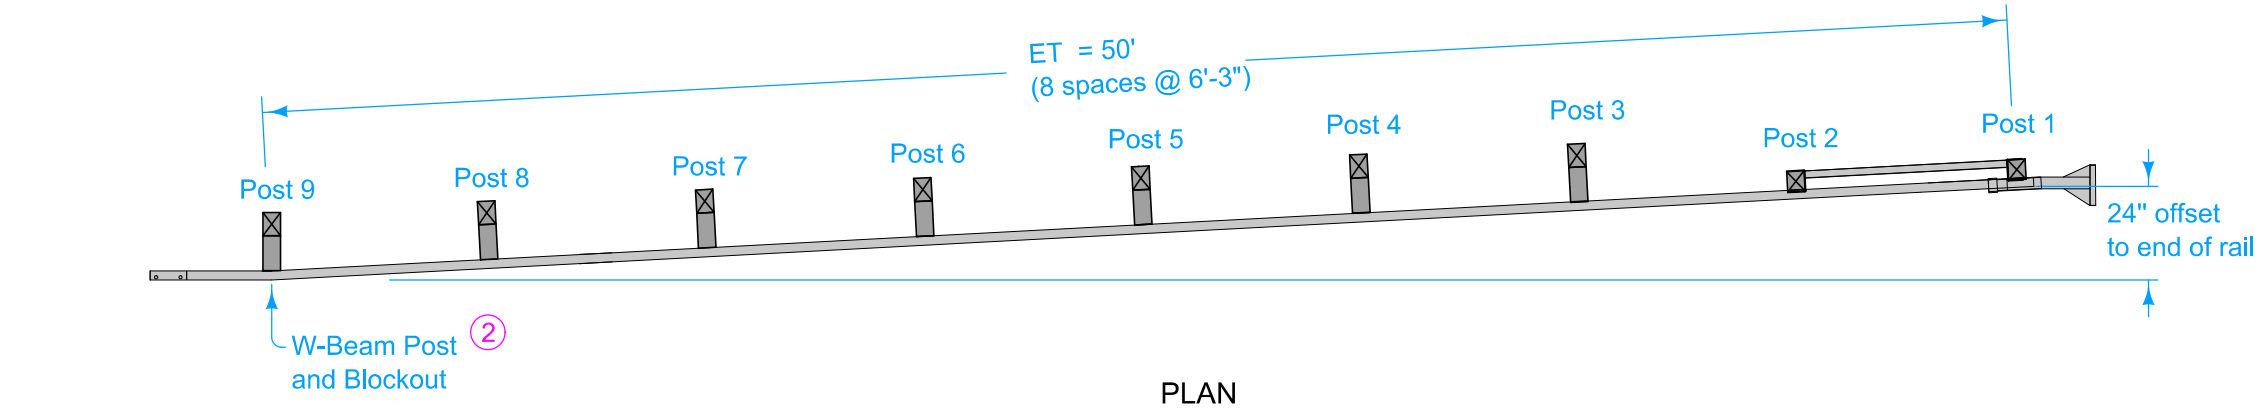 ET = 50'
(8 spaces @ 6'-3")
Post 9
Post 8
Post 7
Post 6
Post 5
Post 4
Post 3
Post 2
Post 1
24" offset
to end of rail
W-Beam Post
and Blockout
2
PLAN